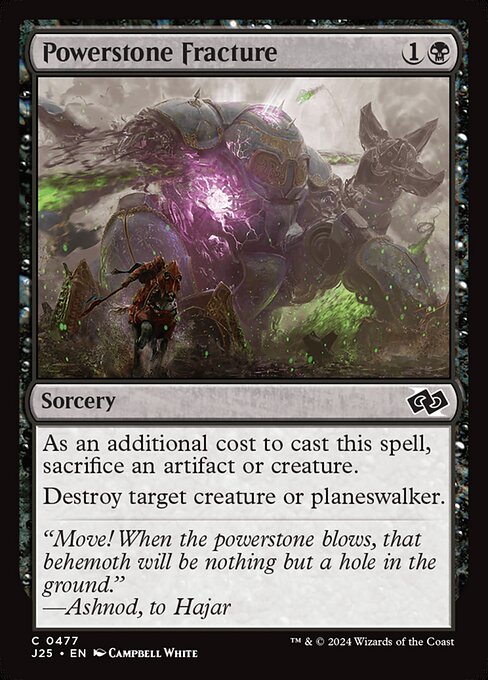 Powerstone Fracture 1
Sorcery
As an additional cost to cast this spell,
sacrifice an artifact or creature.
Destroy target creature or planeswalker.
“Move! When the powerstone blows, that
behemoth will be nothing but a hole in the
ground.”
—Ashnod, to Hajar
C 0477
J25 • EN Campbell White
™ & © 2024 Wizards of the Coast